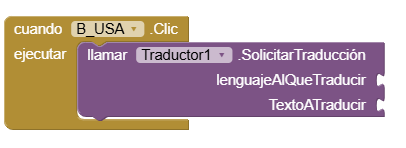 cuando B_USA .Clic
ejecutar llamar Traductor1 .SolicitarTraducción
lenguajeAlQueTraducir
TextoATraducir